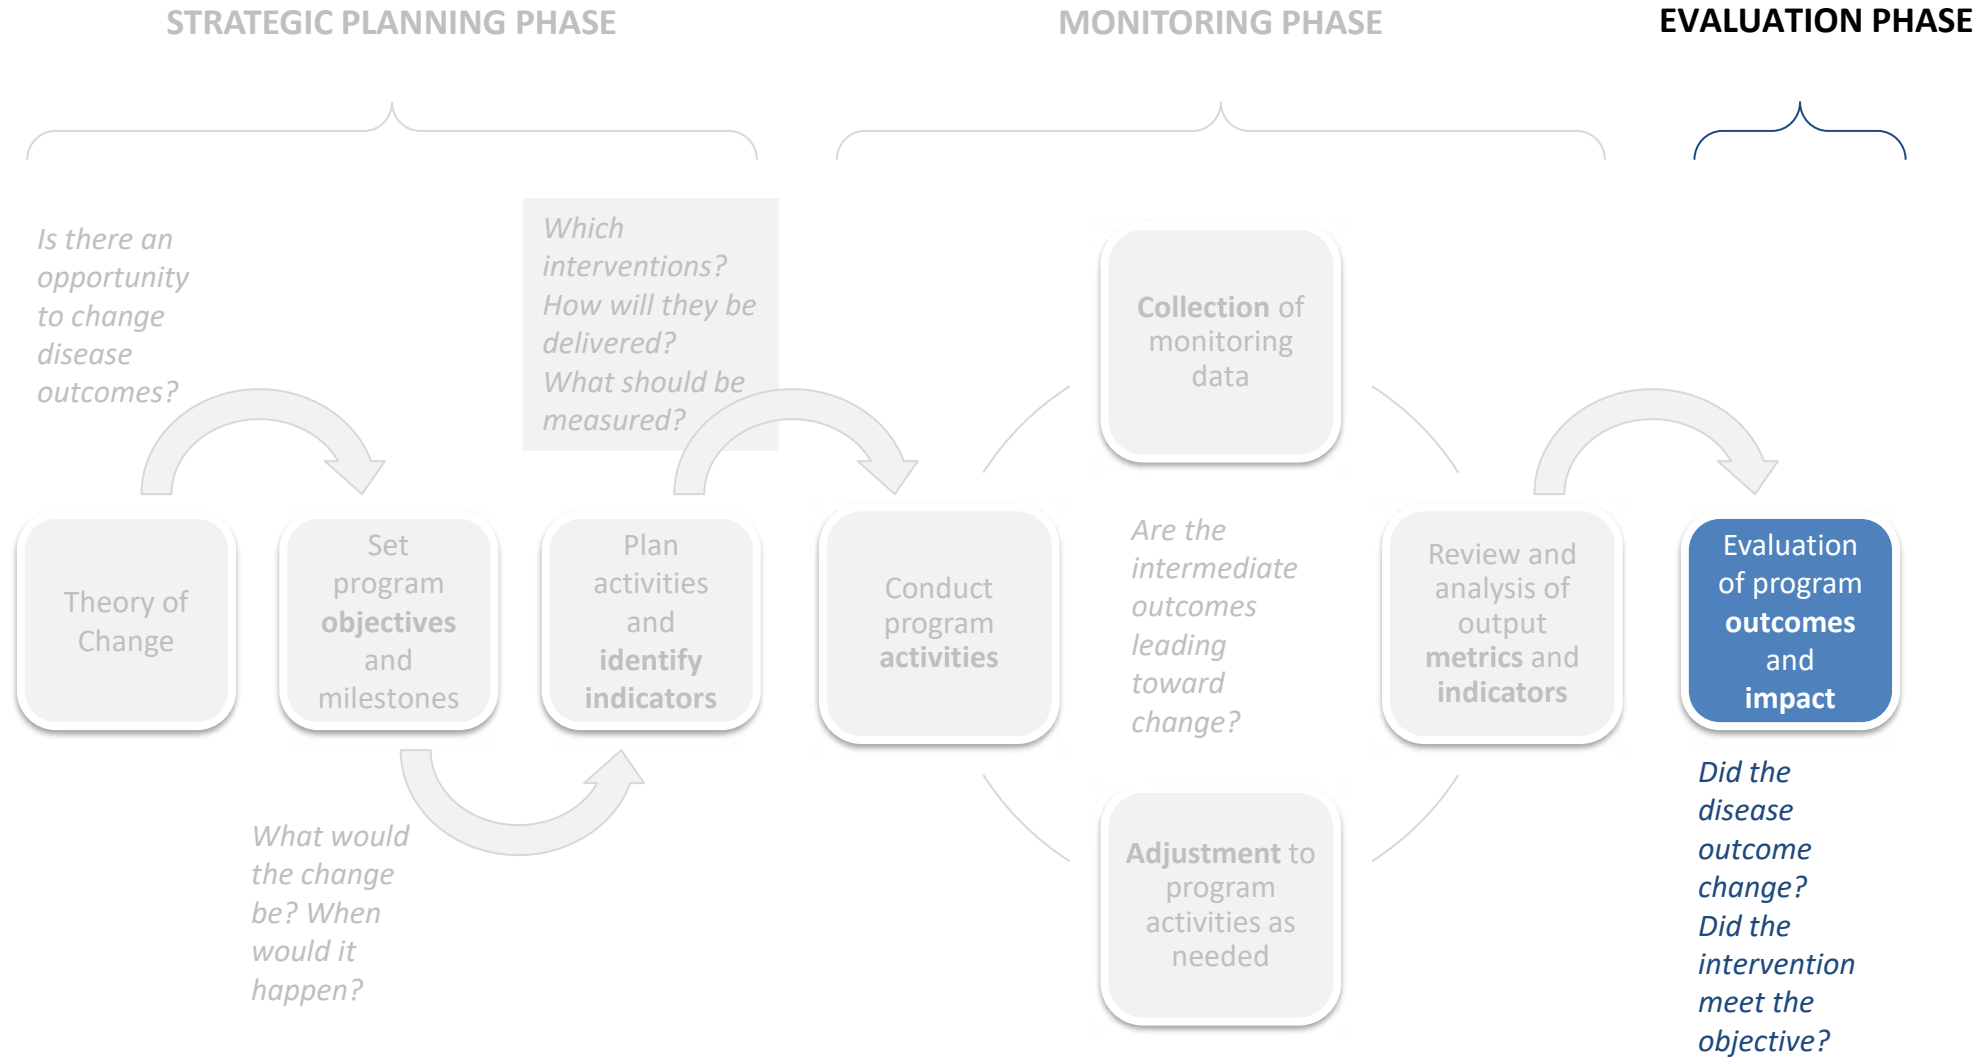 STRATEGIC PLANNING PHASE
MONITORING PHASE
EVALUATION PHASE
Is there an
opportunity
to change
disease
outcomes?
Which
interventions?
How will they be
delivered?
What should be
measured?
Theory of
Change
Set
program
objectives
and
milestones
Plan
activities
and
identify
indicators
What would
the change
be? When
would it
happen?
Conduct
program
activities
Collection of
monitoring
data
Are the
intermediate
outcomes
leading
toward
change?
Adjustment to
program
activities as
needed
Review and
analysis of
output
metrics and
indicators
Evaluation
of program
outcomes
and
impact
Did the
disease
outcome
change?
Did the
intervention
meet the
objective?